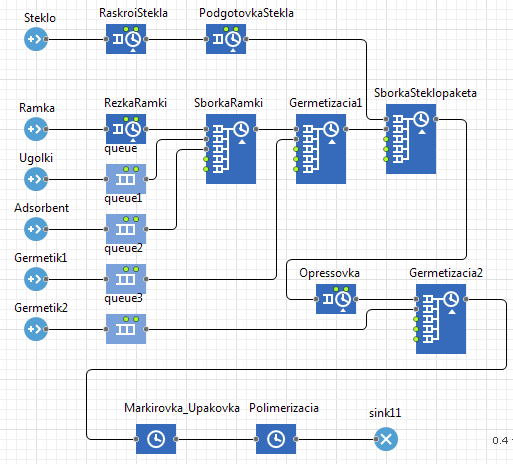 Steklo
RaskroiStekla
PodgotovkaStekla
Ramka
RezkaRamki
SborkaRamki
Germetizacia1
SborkaSteklopaketa
queue
Ugolki
queue1
Adsorbent
queue2
Germetik1
queue3
Germetik2
Opressovka
Germetizacia2
Markirovka_Upakovka
Polimerizacia
sink11
0.4